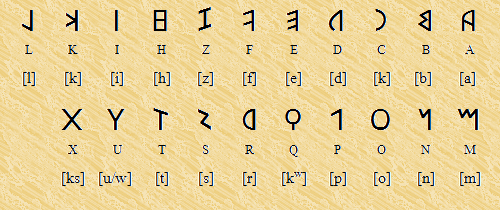 𐌋 𐌊 𐌉 𐌇 𐌆 𐌅 𐌄 𐌃 𐌂 𐌁 𐌀
L K I H Z F E D C B A
[l] [k] [i] [h] [z] [f] [e] [d] [k] [b] [a]
𐌗 𐌖 𐌕 𐌔 𐌓 𐌒 𐌐 𐌏 𐌍 𐌌
X U T S R Q P O N M
[ks] [u/w] [t] [s] [r] [kʷ] [p] [o] [n] [m]